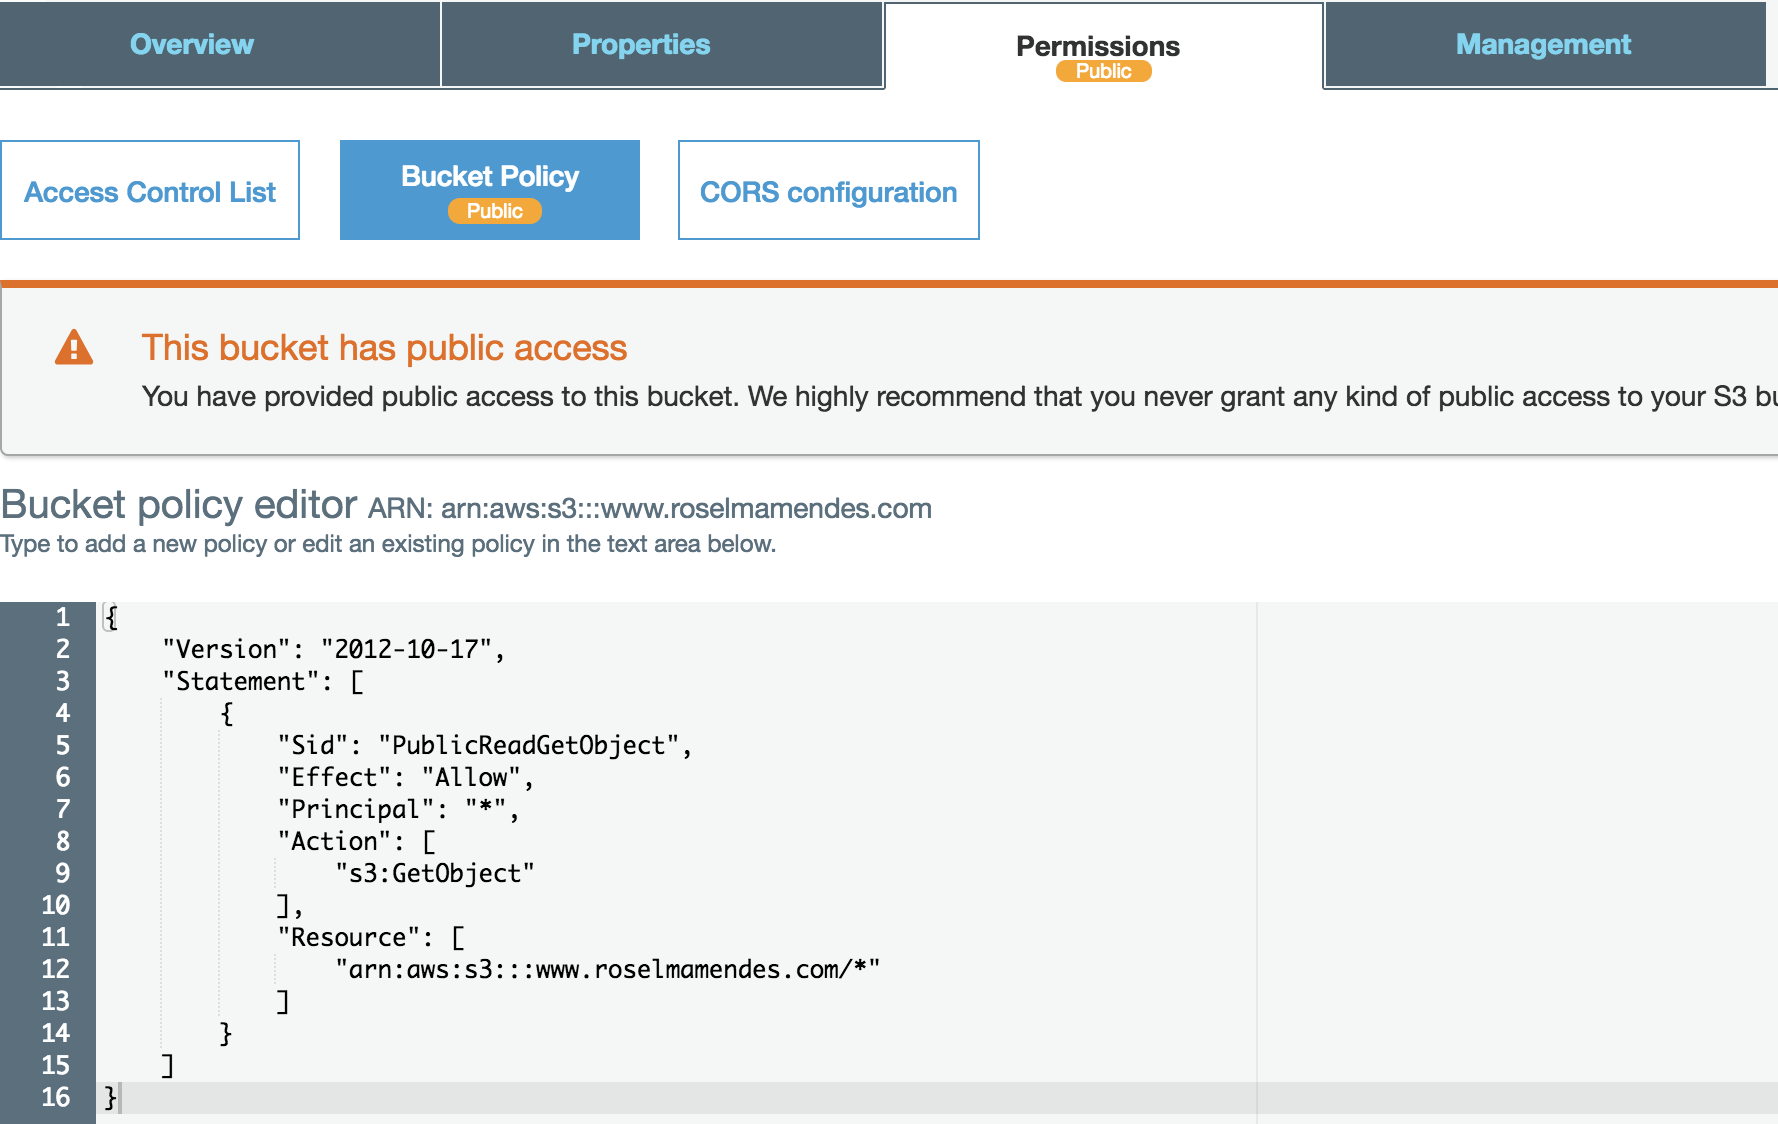 Overview Properties Permissions Management
Public
Access Control List Bucket Policy CORS configuration
Public
This bucket has public access
You have provided public access to this bucket. We highly recommend that you never grant any kind of public access to your S3
Bucket policy editor ARN: arn:aws:s3:::www.roselmamendes.com
Type to add a new policy or edit an existing policy in the text area below.
1 {
2 "Version": "2012-10-17",
3 "Statement": [
4 {
5 "Sid": "PublicReadGetObject",
6 "Effect": "Allow",
7 "Principal": "*",
8 "Action": [
9 "s3:GetObject"
10 ],
11 "Resource": [
12 "arn:aws:s3:::www.roselmamendes.com/*"
13 ]
14 }
15 ]
16 }